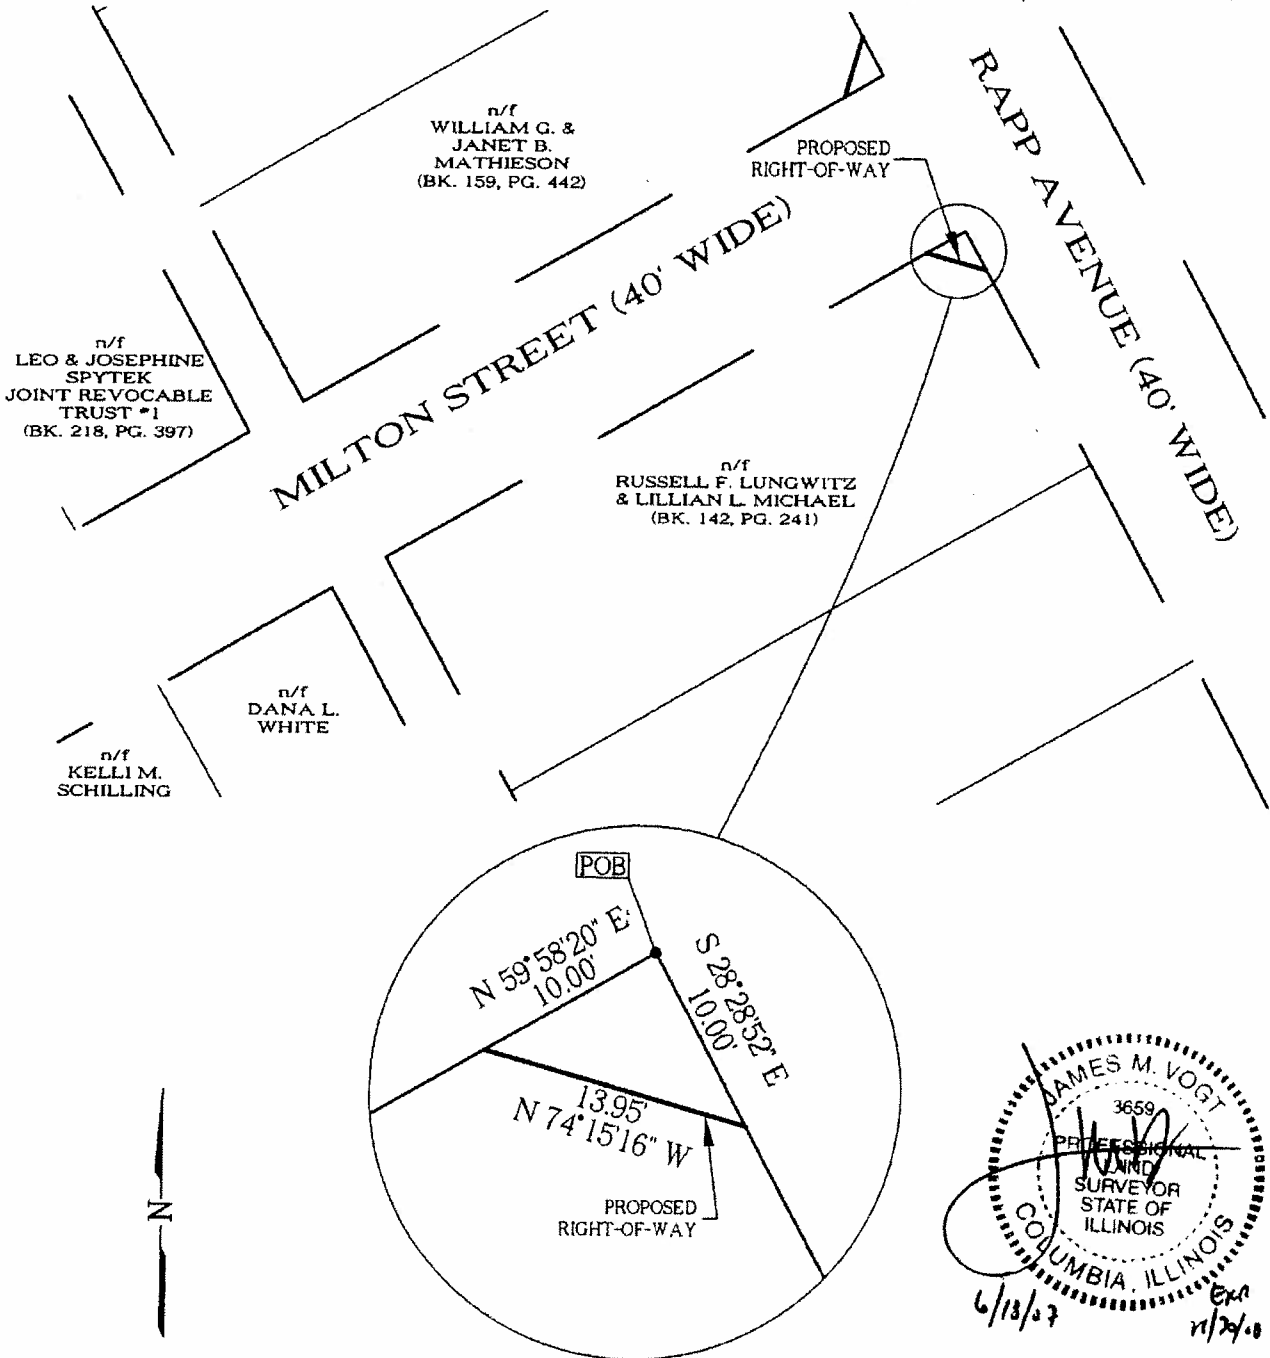 n/f
WILLIAM G. &
JANET B.
MATHIESON
(BK. 159, PG. 442)
PROPOSED
RIGHT-OF-WAY
RAPP AVENUE (40' WIDE)
MILTON STREET (40' WIDE)
n/f
LEO & JOSEPHINE
SPYTEK
JOINT REVOCABLE
TRUST #1
(BK. 218, PG. 397)
n/f
RUSSELL F. LUNGWITZ
& LILLIAN L. MICHAEL
(BK. 142, PG. 241)
n/f
DANA L.
WHITE
n/f
KELLI M.
SCHILLING
POB
N 59°58'20" E
10.00'
S 28°28'52" E
10.00'
13.95'
N 74°15'16" W
PROPOSED
RIGHT-OF-WAY
N
JAMES M. VOGT
3659
PROFESSIONAL
LAND
SURVEYOR
STATE OF
ILLINOIS
COLUMBIA, ILLINOIS
6/13/07